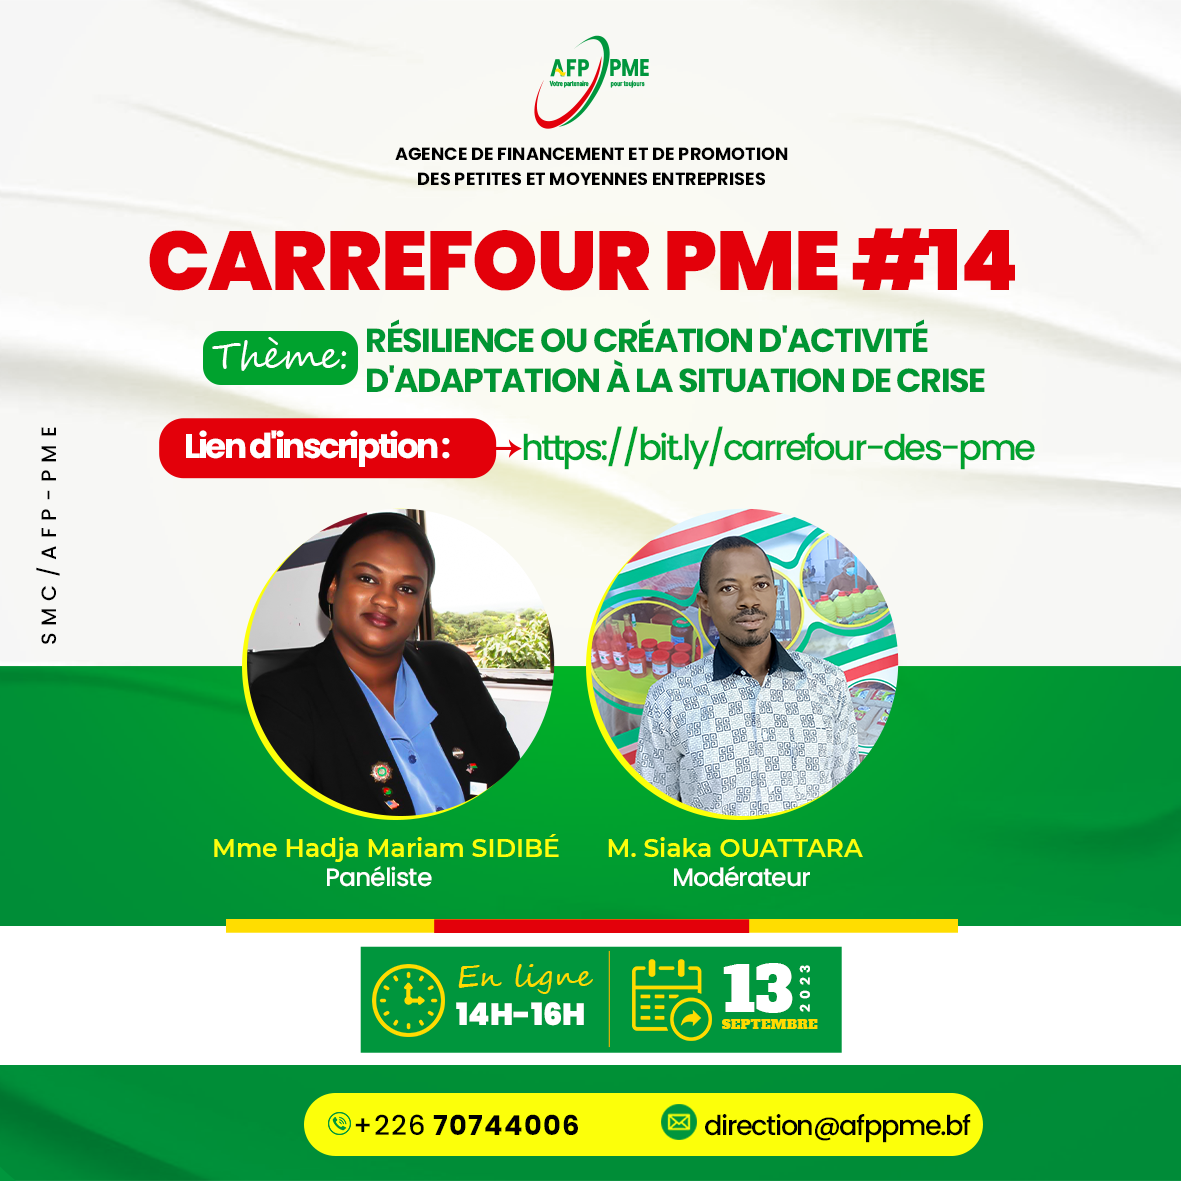 AFP PME
Votre partenaire pour toujours
AGENCE DE FINANCEMENT ET DE PROMOTION
DES PETITES ET MOYENNES ENTREPRISES
CARREFOUR PME #14
Thème:
RÉSILIENCE OU CRÉATION D'ACTIVITÉ
D'ADAPTATION À LA SITUATION DE CRISE
Lien d'inscription :
https://bit.ly/carrefour-des-pme
SMC/AFP-PME
Mme Hadja Mariam SIDIBÉ
Panéliste
M. Siaka OUATTARA
Modérateur
En ligne
14H-16H
13
2023
SEPTEMBRE
+226 70744006
direction@afppme.bf